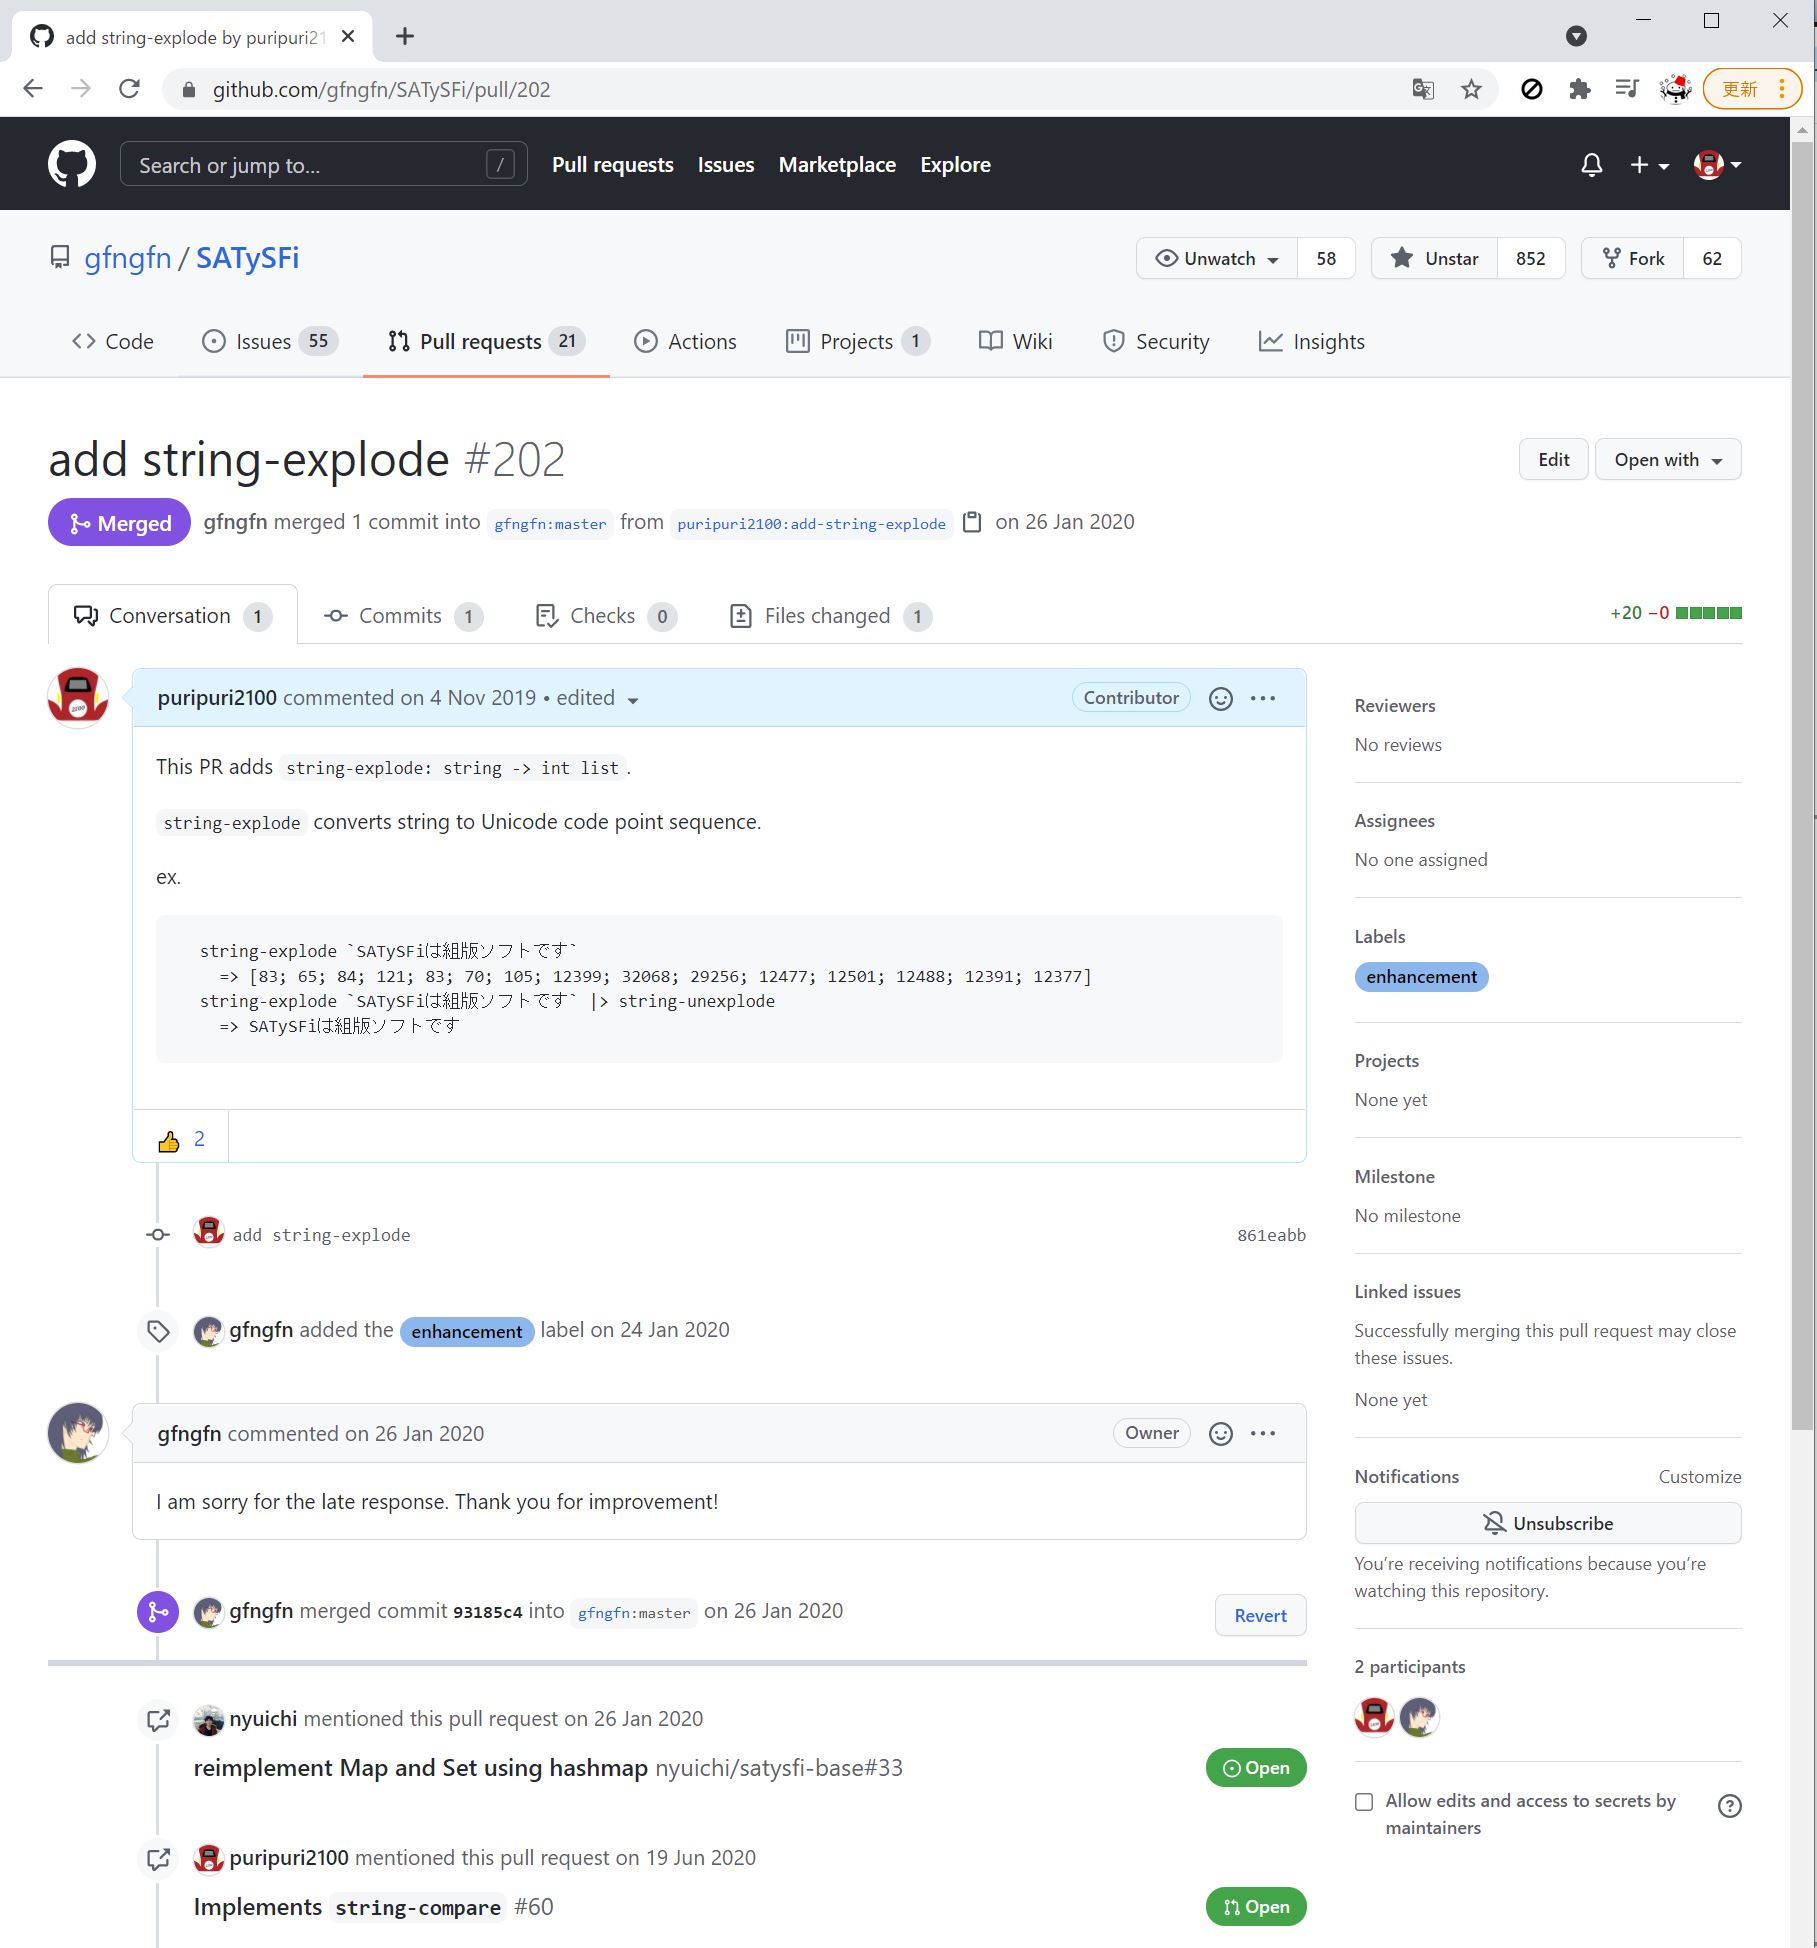 add string-explode by puripuri21
github.com/gfngfn/SATySFi/pull/202
更新
Search or jump to...
/
Pull requests
Issues
Marketplace
Explore
gfngfn / SATySFi
Unwatch 58
Unstar 852
Fork 62
Code
Issues 55
Pull requests 21
Actions
Projects 1
Wiki
Security
Insights
add string-explode #202
Edit
Open with
Merged
gfngfn merged 1 commit into gfngfn:master from puripuri2100:add-string-explode on 26 Jan 2020
Conversation 1
Commits 1
Checks 0
Files changed 1
+20 −0
puripuri2100 commented on 4 Nov 2019 • edited
Contributor
This PR adds string-explode: string -> int list .
string-explode converts string to Unicode code point sequence.
ex.
string-explode `SATySFiは組版ソフトです`
=> [83; 65; 84; 121; 83; 70; 105; 12399; 32068; 29256; 12477; 12501; 12488; 12391; 12377]
string-explode `SATySFiは組版ソフトです` |> string-unexplode
=> SATySFiは組版ソフトです
👍 2
add string-explode
861eabb
gfngfn added the enhancement label on 24 Jan 2020
gfngfn commented on 26 Jan 2020
Owner
I am sorry for the late response. Thank you for improvement!
gfngfn merged commit 93185c4 into gfngfn:master on 26 Jan 2020
Revert
nyuichi mentioned this pull request on 26 Jan 2020
reimplement Map and Set using hashmap nyuichi/satysfi-base#33
Open
puripuri2100 mentioned this pull request on 19 Jun 2020
Implements string-compare #60
Open
Reviewers
No reviews
Assignees
No one assigned
Labels
enhancement
Projects
None yet
Milestone
No milestone
Linked issues
Successfully merging this pull request may close
these issues.
None yet
Notifications
Customize
Unsubscribe
You're receiving notifications because you're
watching this repository.
2 participants
Allow edits and access to secrets by
maintainers